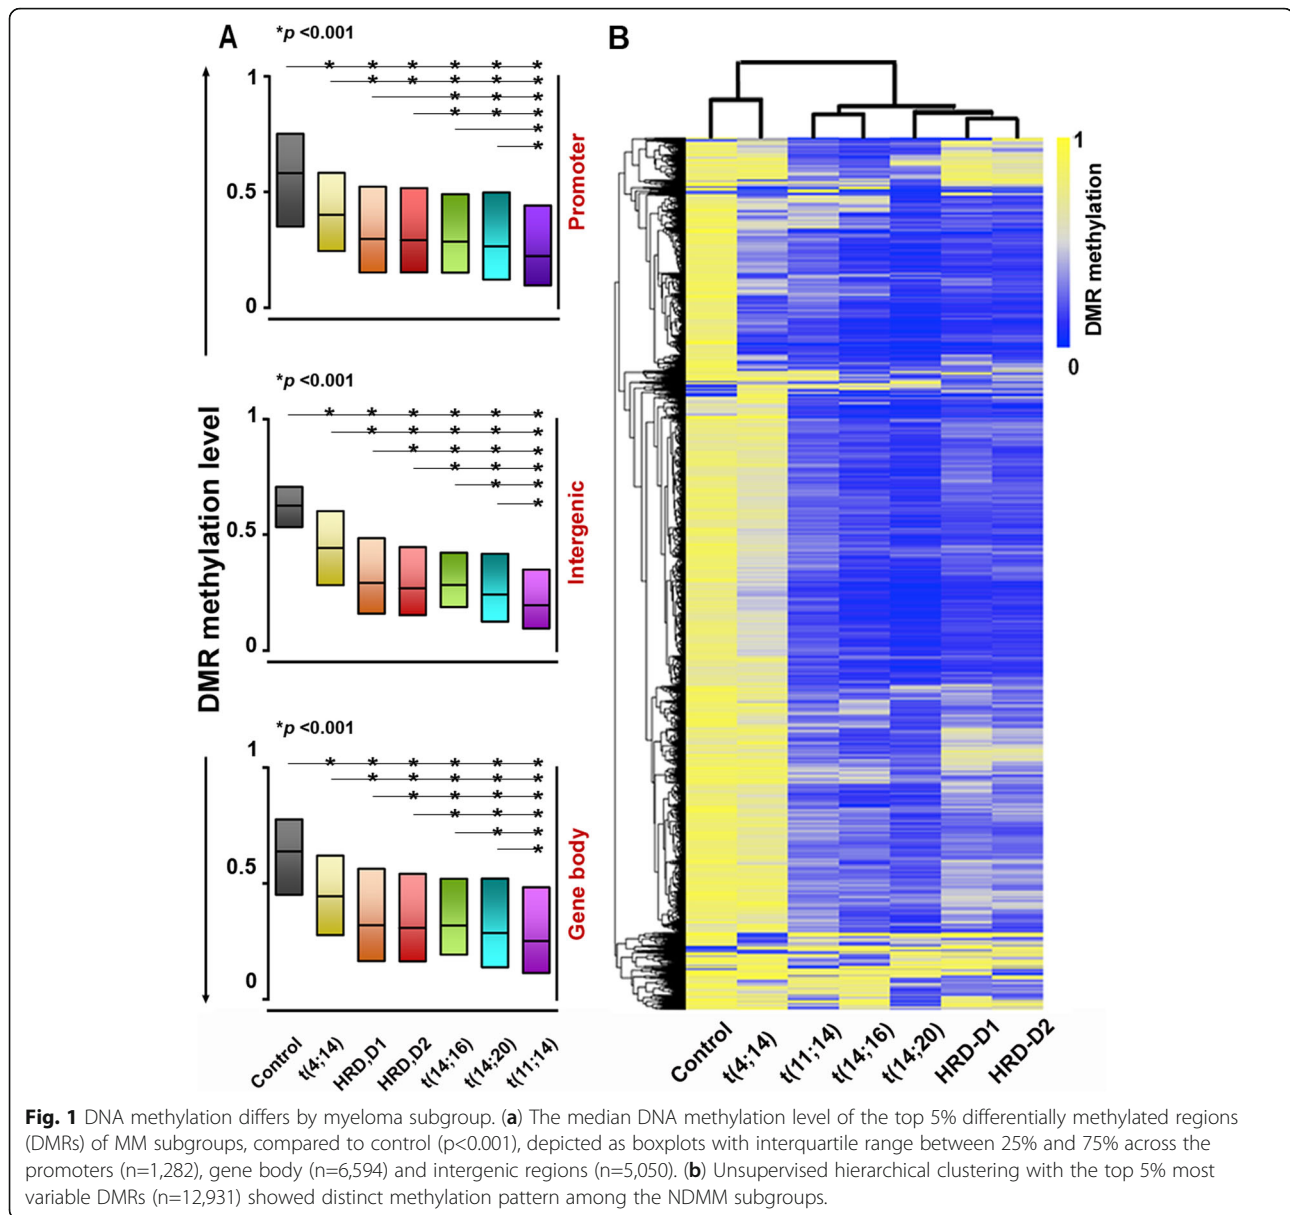 A
*p <0.001
* * * * * *
* * * * *
* * *
* *
*
*
1
0.5
0
Promoter
DMR methylation level
*p <0.001
* * * * * *
* * * * *
* * * *
* * *
* *
*
1
0.5
0
Intergenic
*p <0.001
* * * * * *
* * * * *
* * * *
* * *
* *
*
1
0.5
0
Gene body
Control
t(4;14)
HRD,D1
HRD,D2
t(14;16)
t(14;20)
t(11;14)
B
1
DMR methylation
0
Control
t(4;14)
t(11;14)
t(14;16)
t(14;20)
HRD-D1
HRD-D2
Fig. 1 DNA methylation differs by myeloma subgroup. (a) The median DNA methylation level of the top 5% differentially methylated regions
(DMRs) of MM subgroups, compared to control (p<0.001), depicted as boxplots with interquartile range between 25% and 75% across the
promoters (n=1,282), gene body (n=6,594) and intergenic regions (n=5,050). (b) Unsupervised hierarchical clustering with the top 5% most
variable DMRs (n=12,931) showed distinct methylation pattern among the NDMM subgroups.